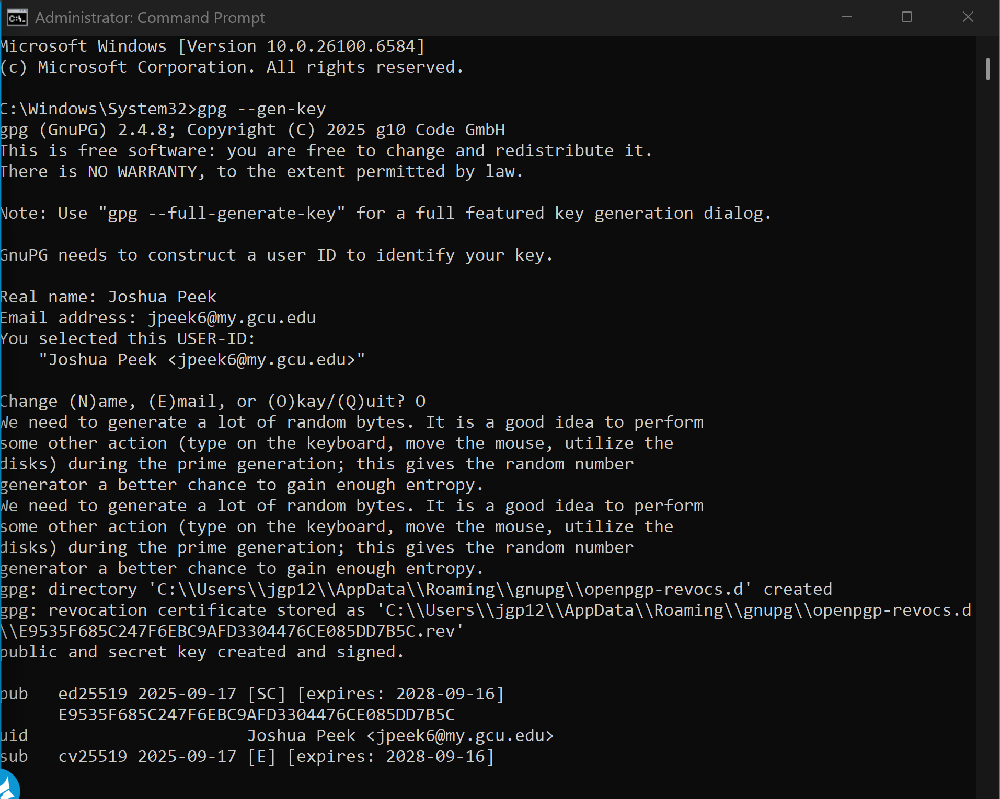 Administrator: Command Prompt
Microsoft Windows [Version 10.0.26100.6584]
(c) Microsoft Corporation. All rights reserved.
C:\Windows\System32>gpg --gen-key
gpg (GnuPG) 2.4.8; Copyright (C) 2025 g10 Code GmbH
This is free software: you are free to change and redistribute it.
There is NO WARRANTY, to the extent permitted by law.
Note: Use "gpg --full-generate-key" for a full featured key generation dialog.
GnuPG needs to construct a user ID to identify your key.
Real name: Joshua Peek
Email address: jpeek6@my.gcu.edu
You selected this USER-ID:
    "Joshua Peek <jpeek6@my.gcu.edu>"
Change (N)ame, (E)mail, or (O)kay/(Q)uit? O
We need to generate a lot of random bytes. It is a good idea to perform
some other action (type on the keyboard, move the mouse, utilize the
disks) during the prime generation; this gives the random number
generator a better chance to gain enough entropy.
We need to generate a lot of random bytes. It is a good idea to perform
some other action (type on the keyboard, move the mouse, utilize the
disks) during the prime generation; this gives the random number
generator a better chance to gain enough entropy.
gpg: directory 'C:\\Users\\jgp12\\AppData\\Roaming\\gnupg\\openpgp-revocs.d' created
gpg: revocation certificate stored as 'C:\\Users\\jgp12\\AppData\\Roaming\\gnupg\\openpgp-revocs.d
\\E9535F685C247F6EBC9AFD3304476CE085DD7B5C.rev'
public and secret key created and signed.
pub   ed25519 2025-09-17 [SC] [expires: 2028-09-16]
      E9535F685C247F6EBC9AFD3304476CE085DD7B5C
uid                      Joshua Peek <jpeek6@my.gcu.edu>
sub   cv25519 2025-09-17 [E] [expires: 2028-09-16]